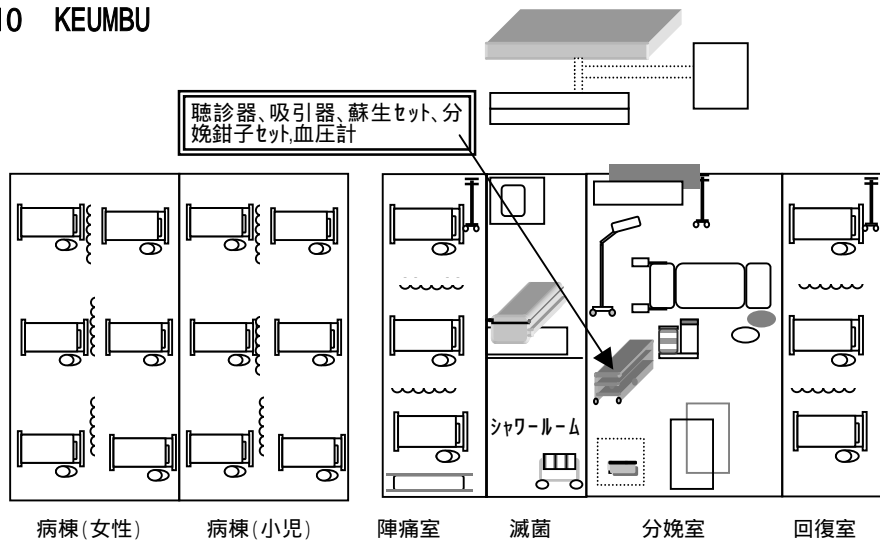 10 KEUMBU
聴診器、吸引器、蘇生ｾｯﾄ、分
娩鉗子ｾｯﾄ,血圧計
ｼｬﾜｰﾙｰﾑ
病棟(女性) 病棟(小児) 陣痛室 滅菌 分娩室 回復室